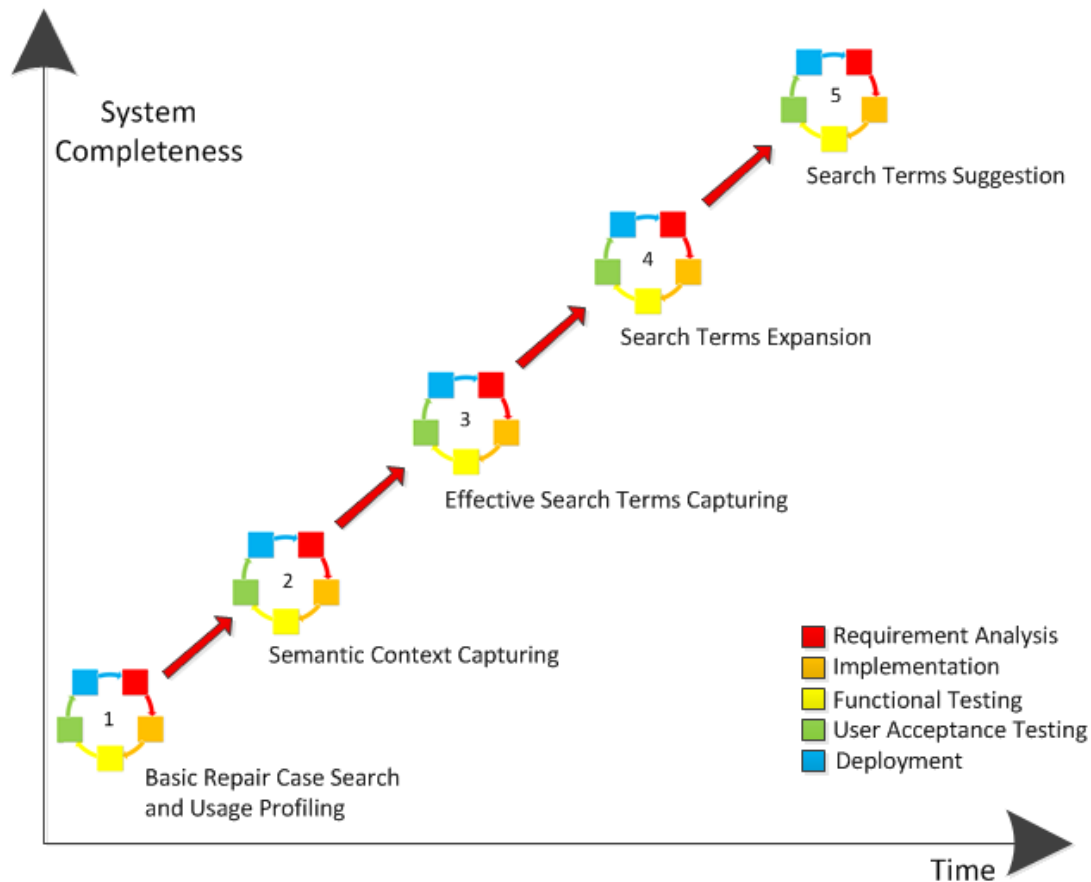 System
Completeness
5
Search Terms Suggestion
4
Search Terms Expansion
3
Effective Search Terms Capturing
2
Semantic Context Capturing
1
Basic Repair Case Search
and Usage Profiling
Requirement Analysis
Implementation
Functional Testing
User Acceptance Testing
Deployment
Time